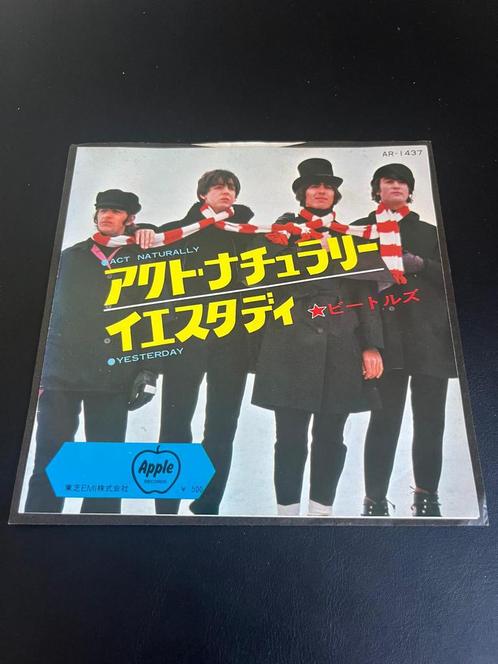 AR-1437
●ACT NATURALLY
アクト・ナチュラリー
イエスタディ
★ビートルズ
●YESTERDAY
Apple
RECORDS
東芝EMI株式会社
￥500